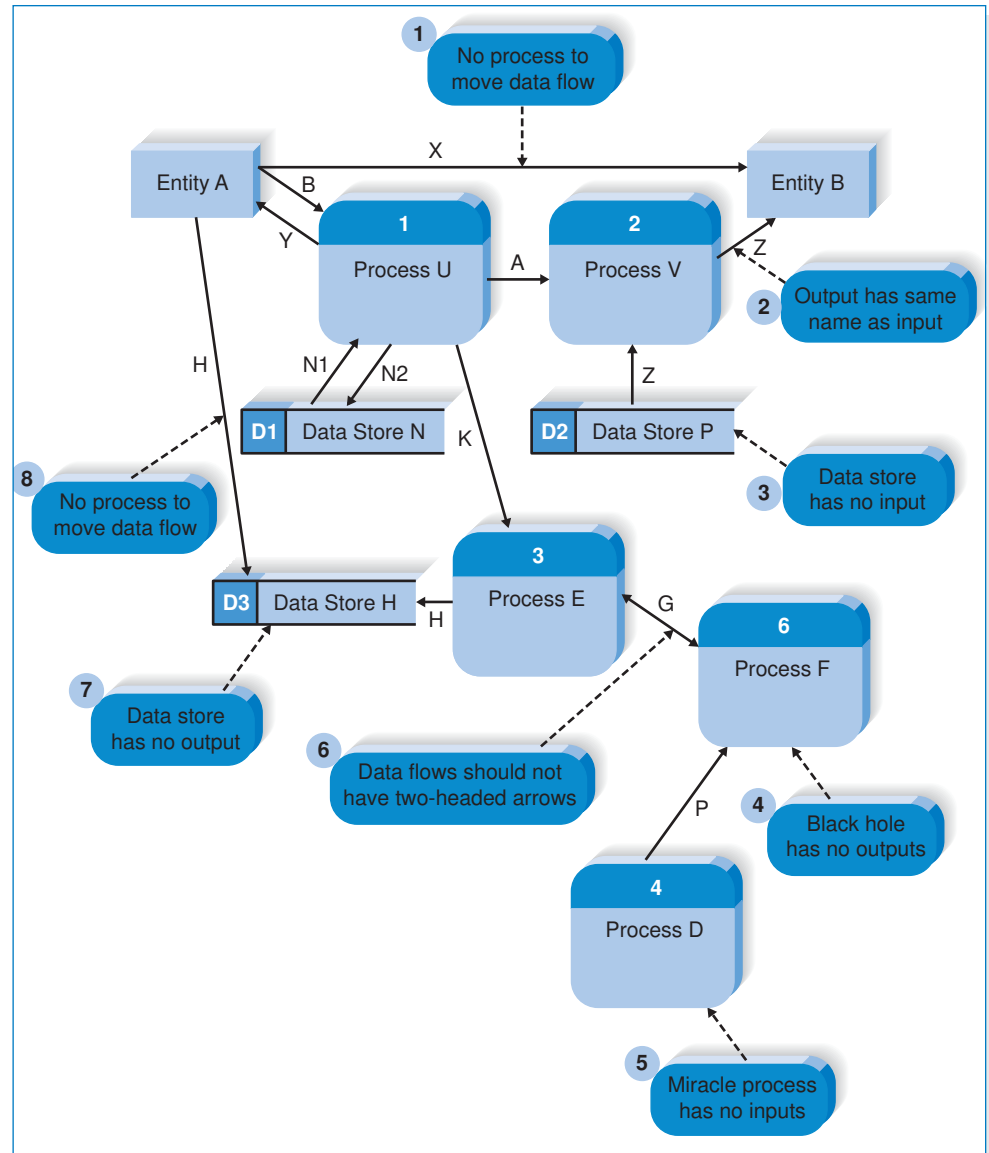 1
No process to
move data flow
X
Entity A
Entity B
B
Y
1
Process U
A
2
Process V
Z
2
Output has same
name as input
H
N1
N2
Z
D1 Data Store N
K
D2 Data Store P
8
No process to
move data flow
3
Data store
has no input
3
Process E
D3 Data Store H
H
G
6
Process F
7
Data store
has no output
6
Data flows should not
have two-headed arrows
P
4
Black hole
has no outputs
4
Process D
5
Miracle process
has no inputs